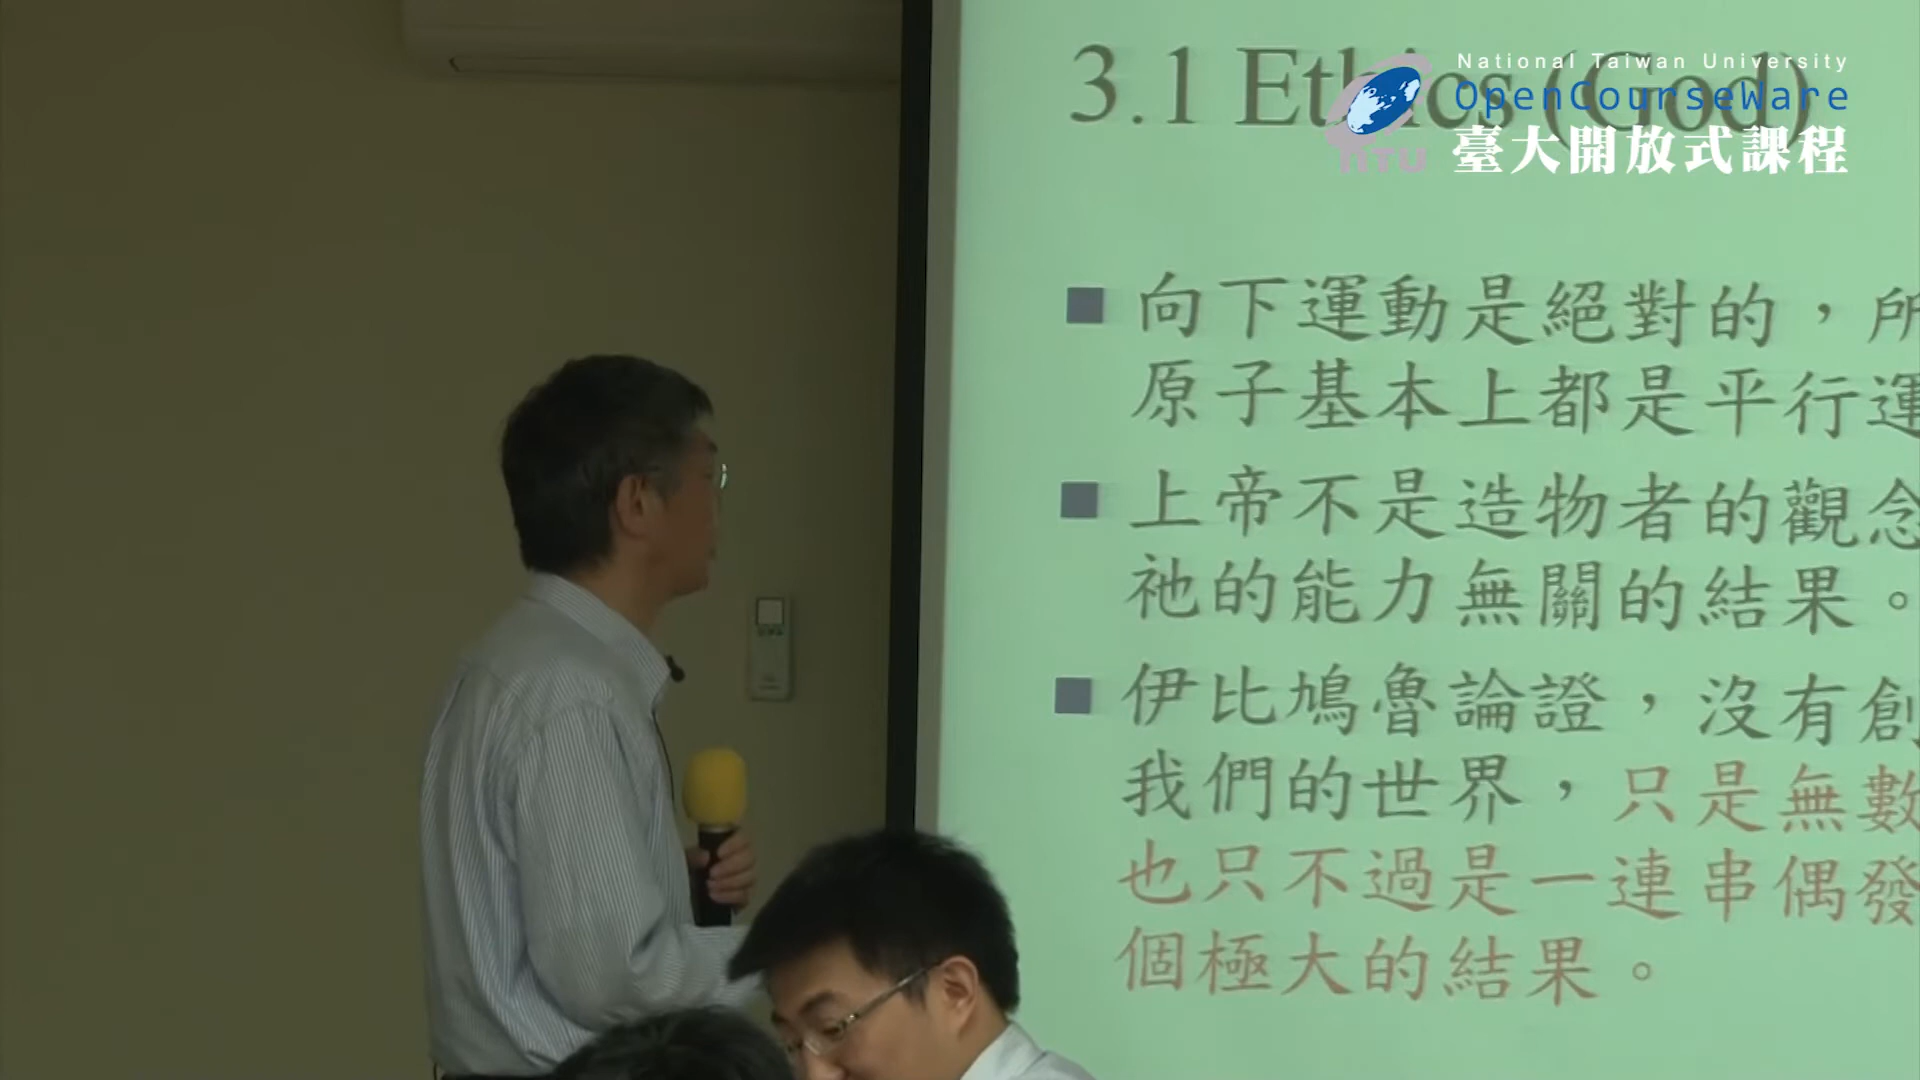 3.1 Ethics (God)
National Taiwan University
OpenCourseWare
NTU
臺大開放式課程
向下運動是絕對的，所
原子基本上都是平行運
上帝不是造物者的觀念
祂的能力無關的結果。
伊比鳩魯論證，沒有創
我們的世界，只是無數
也只不過是一連串偶發
個極大的結果。